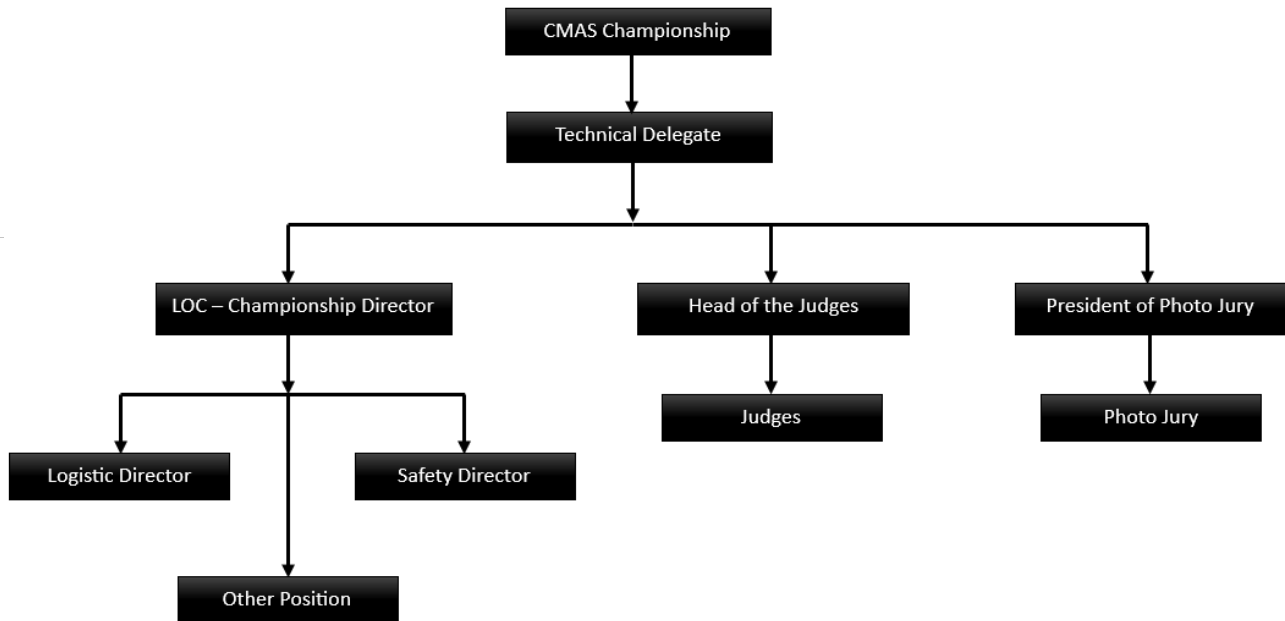 CMAS Championship
Technical Delegate
LOC – Championship Director
Head of the Judges
President of Photo Jury
Judges
Photo Jury
Logistic Director
Safety Director
Other Position